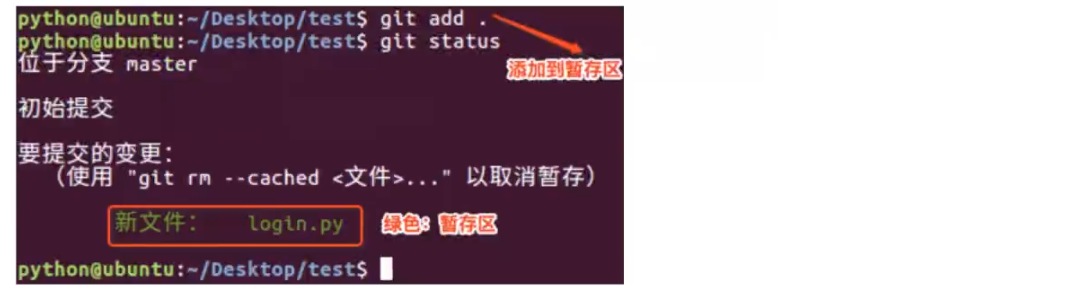 python@ubuntu:~/Desktop/test$ git add .
python@ubuntu:~/Desktop/test$ git status
位于分支 master
添加到暂存区
初始提交
要提交的变更：
（使用 "git rm --cached <文件>..." 以取消暂存）
新文件： login.py 绿色：暂存区
python@ubuntu:~/Desktop/test$